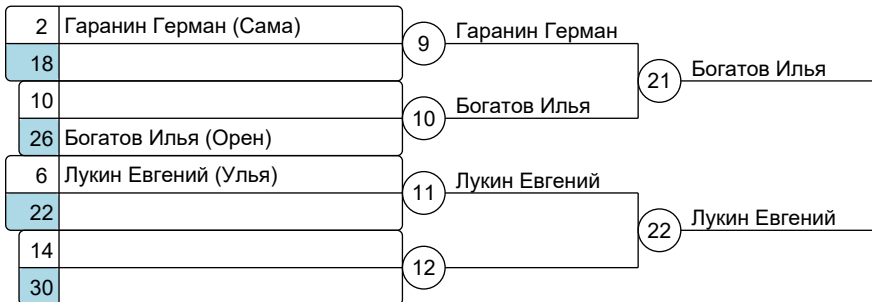 2 Гаранин Герман (Сама)
9 Гаранин Герман
18
21 Богатов Илья
10
10 Богатов Илья
26 Богатов Илья (Орен)
6 Лукин Евгений (Улья)
11 Лукин Евгений
22
22 Лукин Евгений
14
12
30